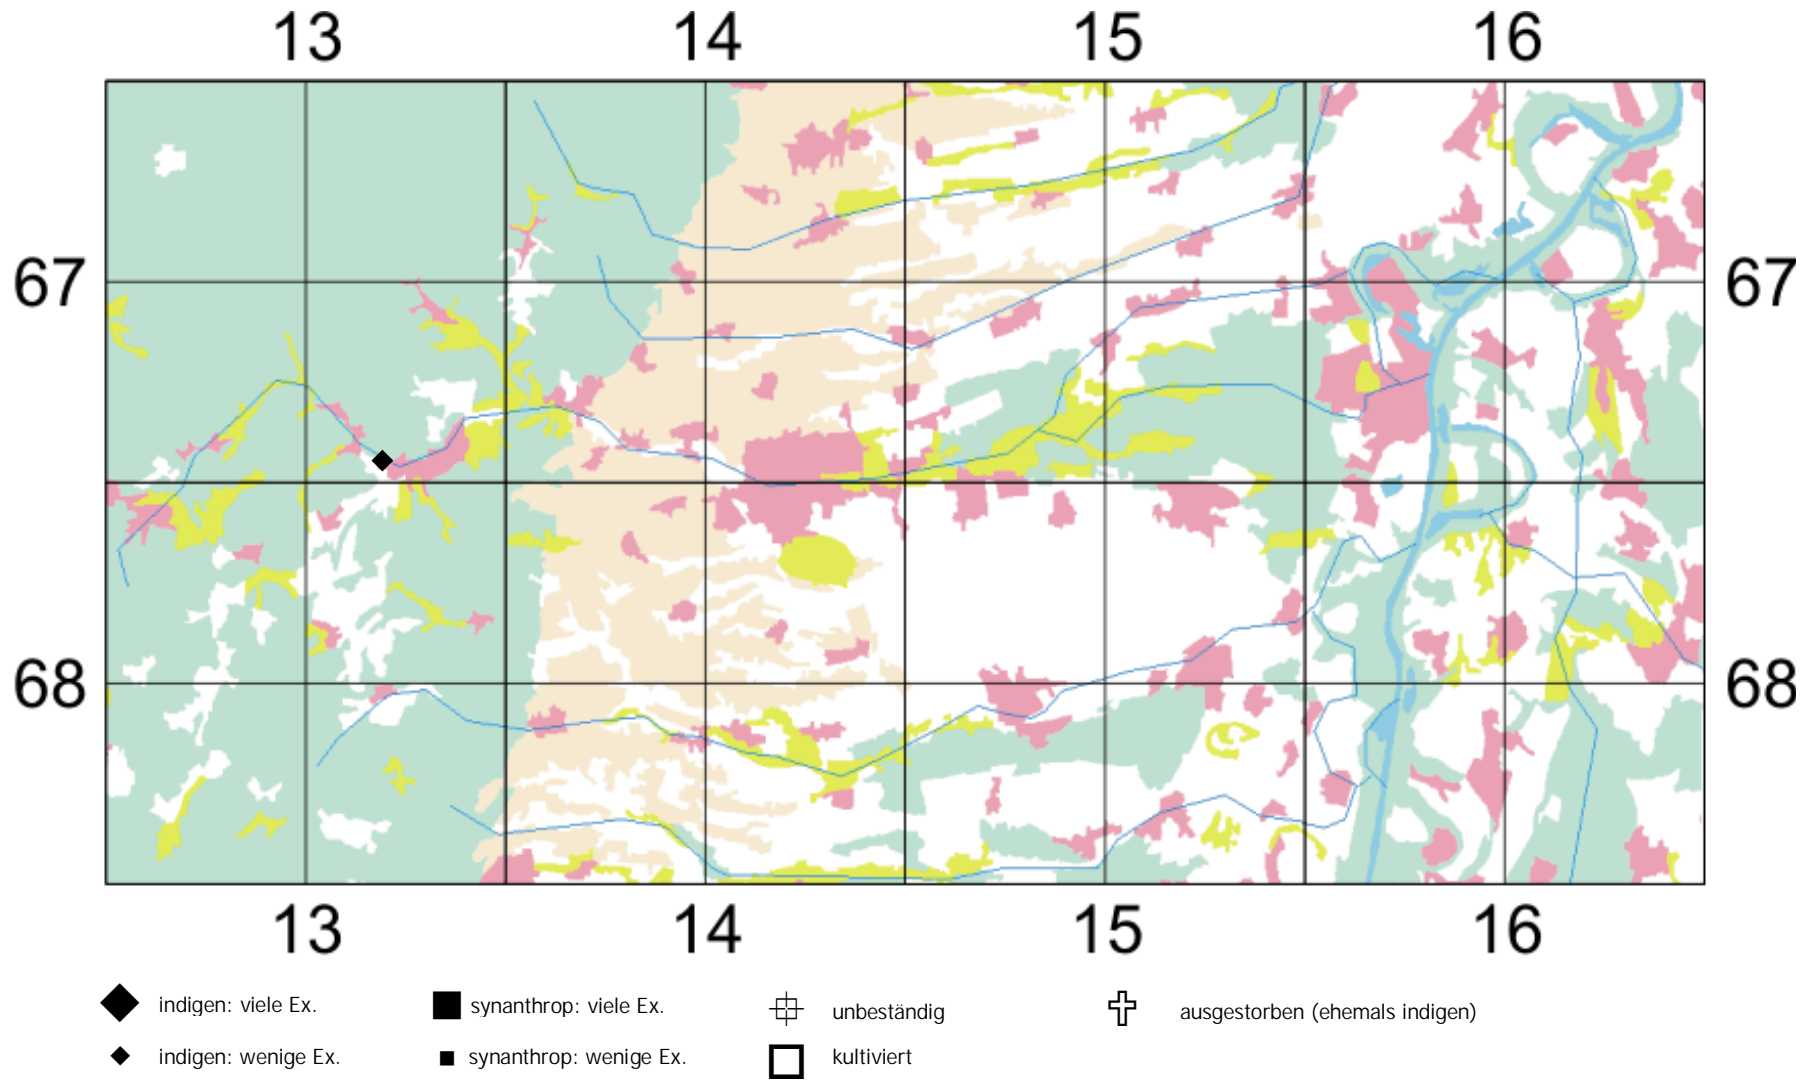 13 14 15 16
67 67
68 68
13 14 15 16
indigen: viele Ex. synanthrop: viele Ex. unbeständig ausgestorben (ehemals indigen)
indigen: wenige Ex. synanthrop: wenige Ex. kultiviert